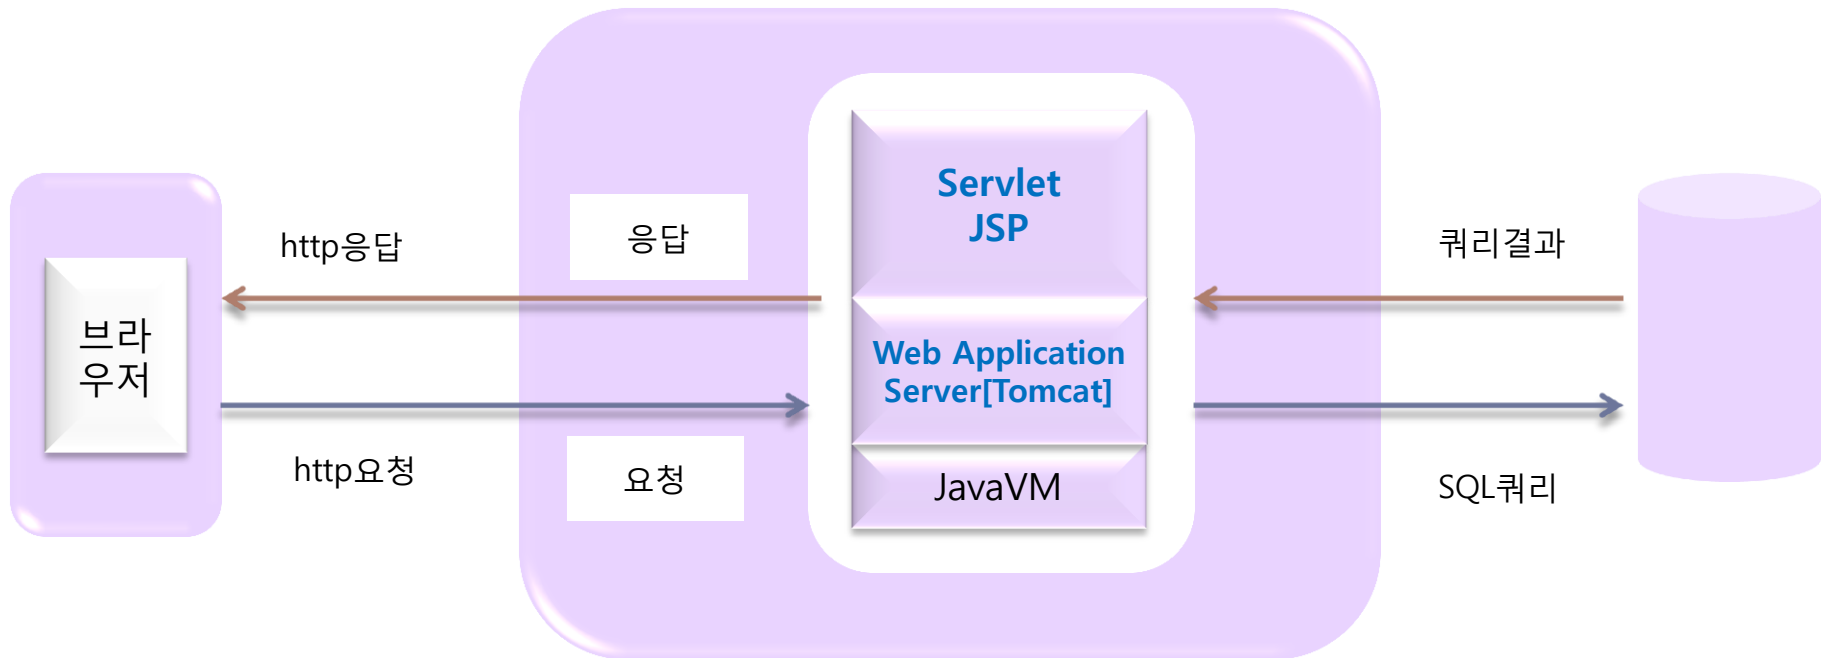 브라
우저
http응답
http요청
응답
요청
Servlet
JSP
Web Application
Server[Tomcat]
JavaVM
쿼리결과
SQL쿼리